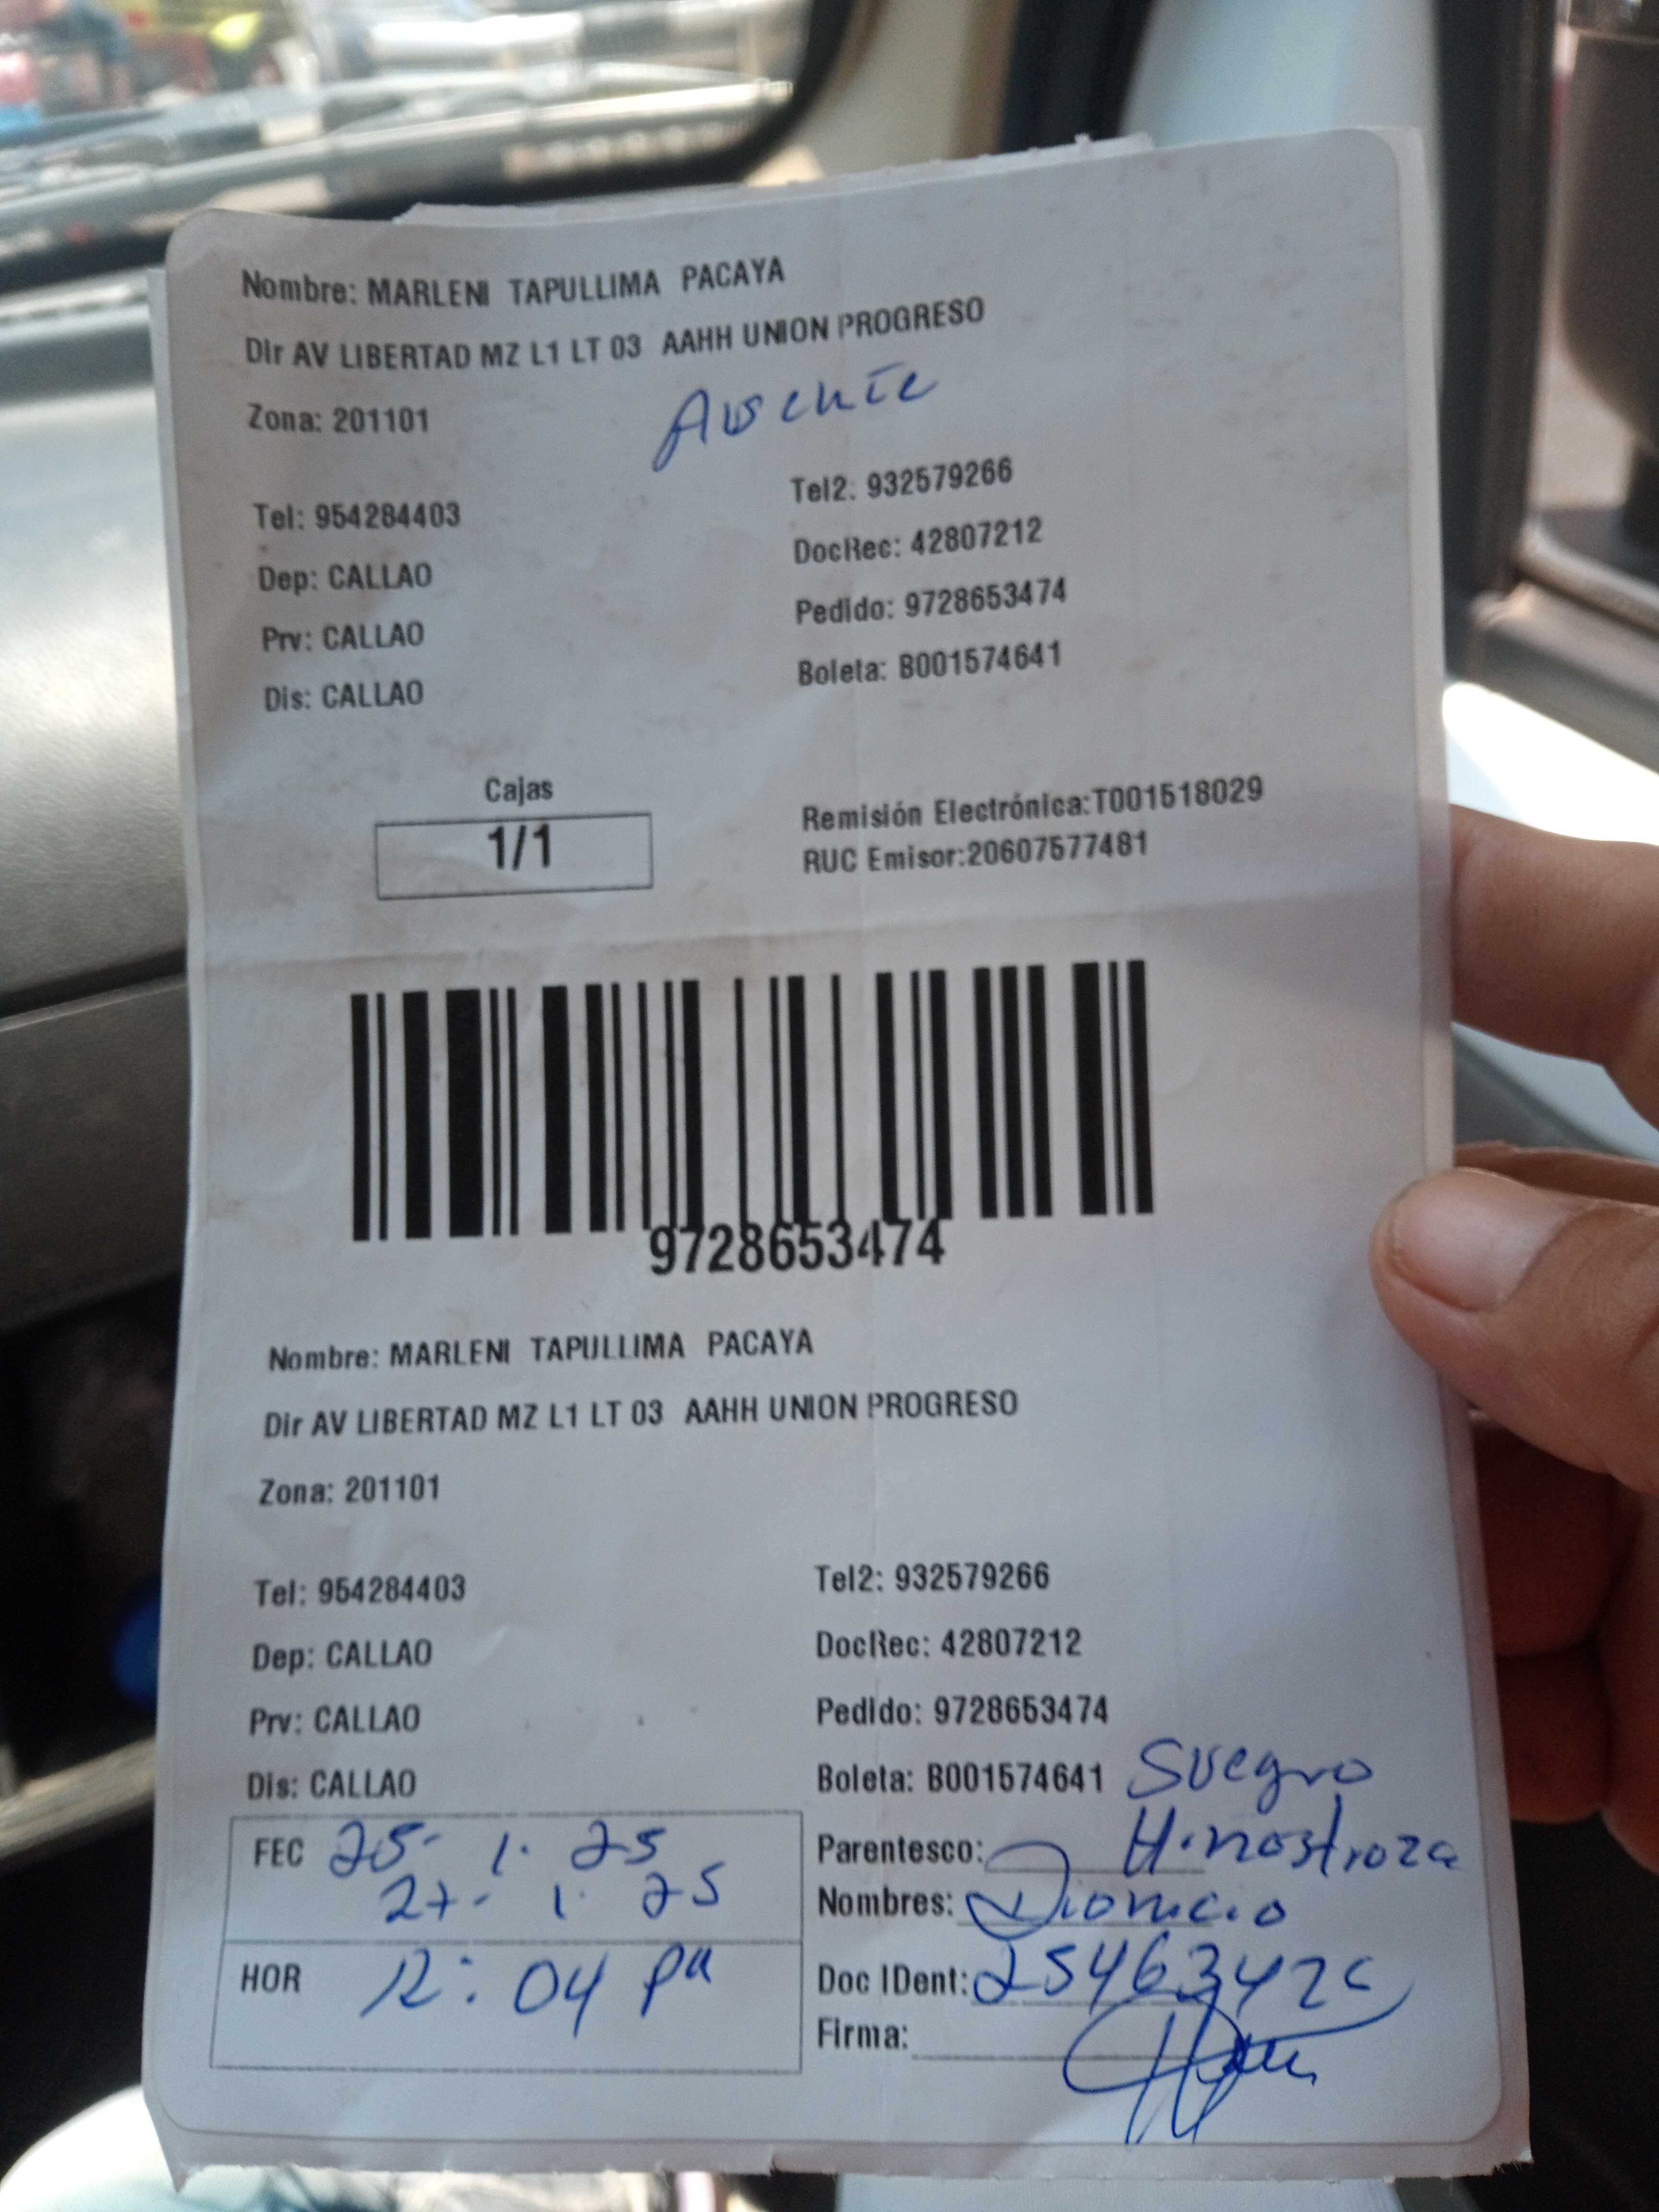 Nombre: MARLENI TAPULLIMA PACAYA
Dir AV LIBERTAD MZ L1 LT 03 AAHH UNION PROGRESO
Ausente
Zona: 201101
Tel: 954284403
Tel2: 932579266
Dep: CALLAO
DocRec: 42807212
Prv: CALLAO
Pedido: 9728653474
Dis: CALLAO
Boleta: B001574641
Cajas
1/1
Remisión Electrónica:T001518029
RUC Emisor:20607577481
9728653474
Nombre: MARLENI TAPULLIMA PACAYA
Dir AV LIBERTAD MZ L1 LT 03 AAHH UNION PROGRESO
Zona: 201101
Tel: 954284403
Tel2: 932579266
Dep: CALLAO
DocRec: 42807212
Prv: CALLAO
Pedido: 9728653474
Dis: CALLAO
Boleta: B001574641
Suegro
FEC 25- 1. 25
27- 1. 25
HOR 12:04 pm
Parentesco: Hinostroza
Nombres: Dionicio
Doc IDent:
Firma: